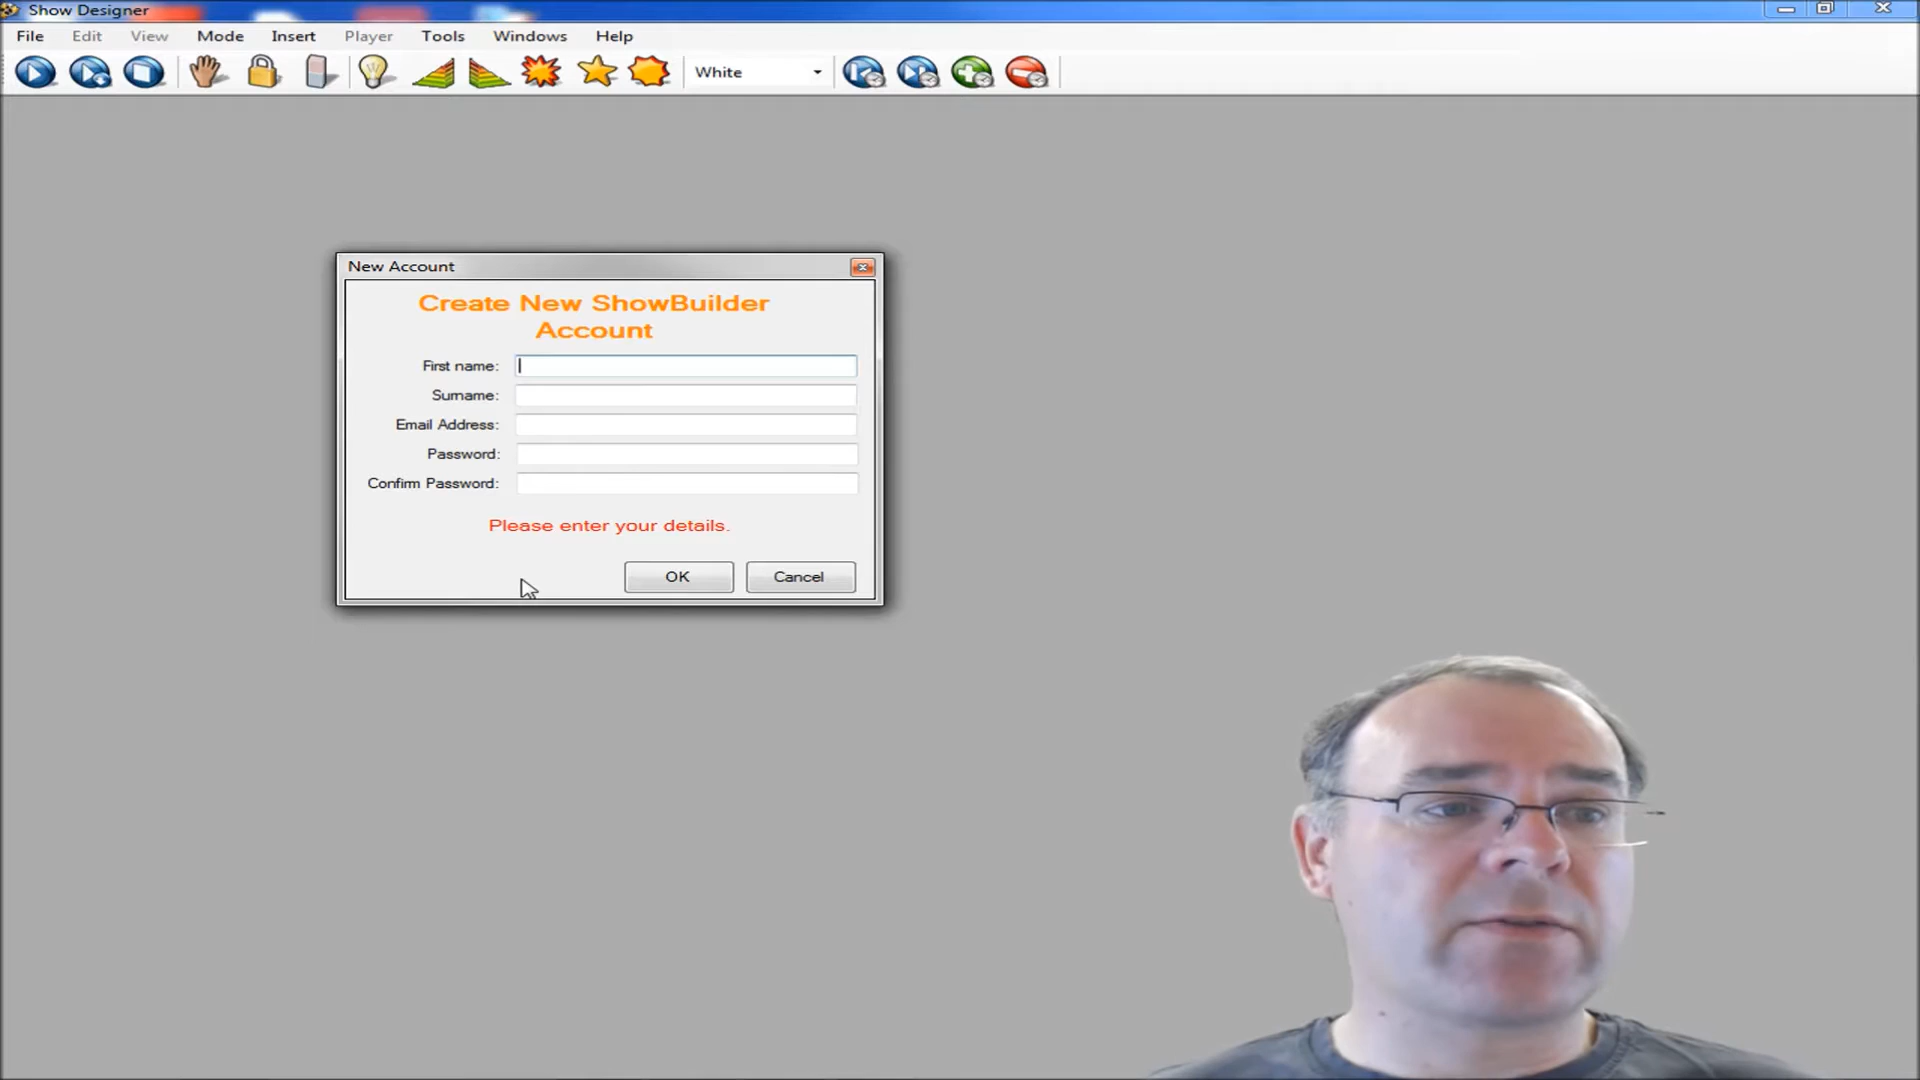 Show Designer
File Edit View Mode Insert Player Tools Windows Help
White
New Account
Create New ShowBuilder
Account
First name:
Surname:
Email Address:
Password:
Confirm Password:
Please enter your details.
OK Cancel